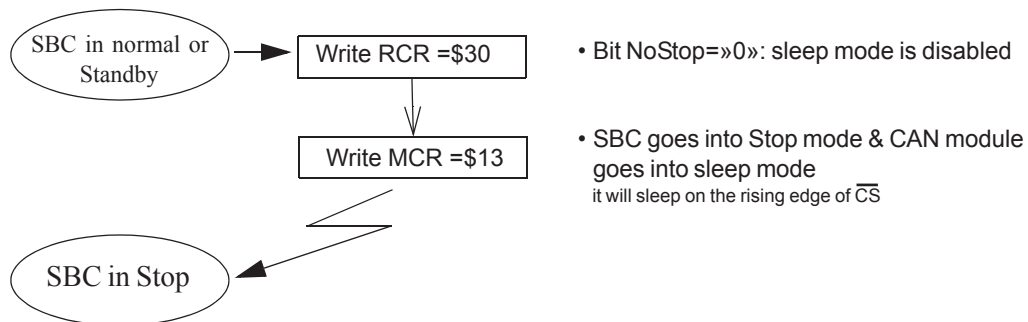 SBC in normal or
Standby
Write RCR =$30
• Bit NoStop=»0»: sleep mode is disabled
Write MCR =$13
• SBC goes into Stop mode & CAN module
goes into sleep mode
it will sleep on the rising edge of C̅S̅
SBC in Stop